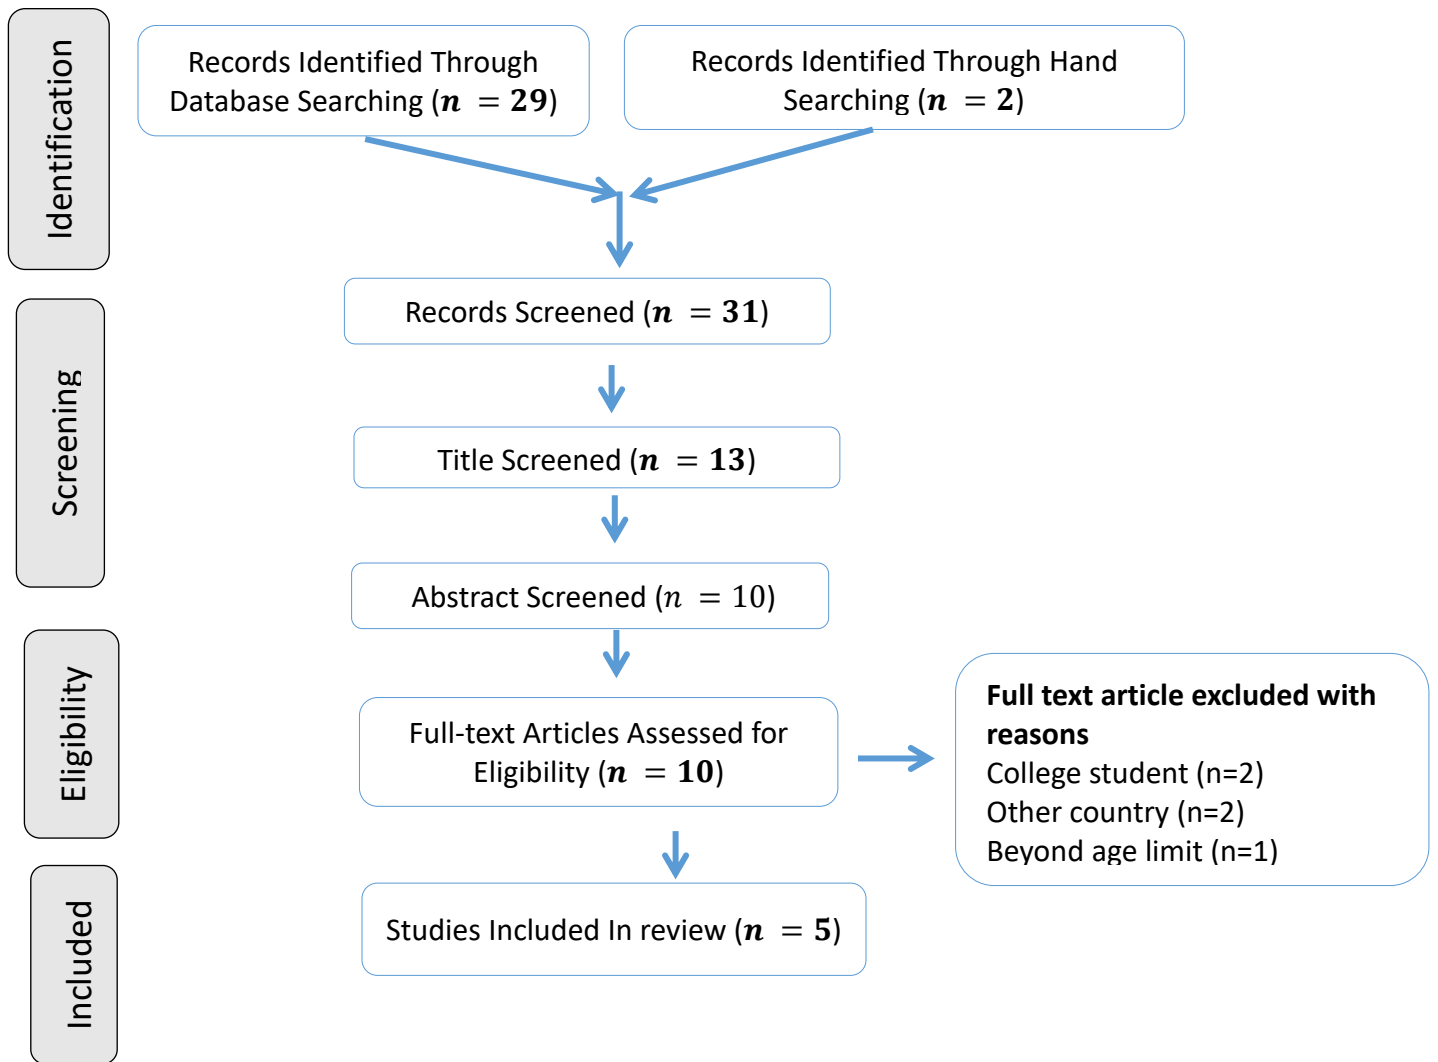 Identification
Records Identified Through
Database Searching (n = 29)
Records Identified Through Hand
Searching (n = 2)
Screening
Records Screened (n = 31)
Title Screened (n = 13)
Abstract Screened (n = 10)
Eligibility
Full-text Articles Assessed for
Eligibility (n = 10)
Full text article excluded with
reasons
College student (n=2)
Other country (n=2)
Beyond age limit (n=1)
Included
Studies Included In review (n = 5)